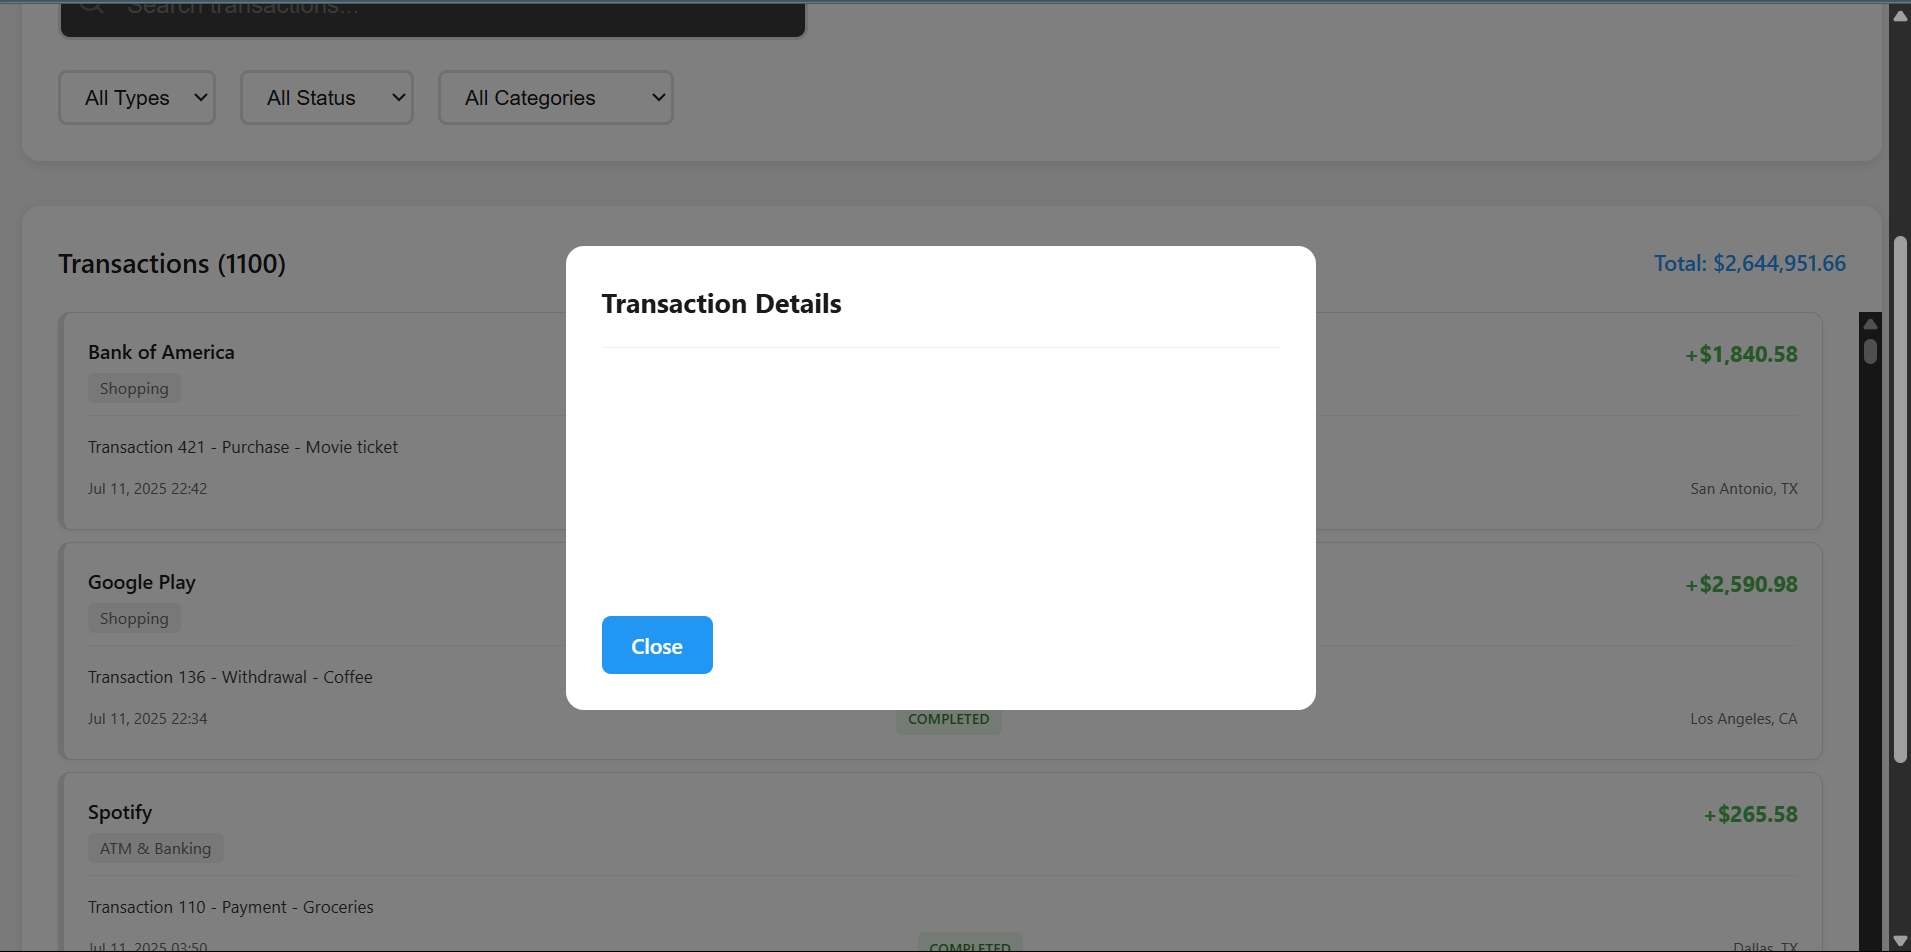 Search transactions...
All Types
All Status
All Categories
Transactions (1100)
Total: $2,644,951.66
Transaction Details
Close
Bank of America
+$1,840.58
Shopping
Transaction 421 - Purchase - Movie ticket
Jul 11, 2025 22:42
San Antonio, TX
Google Play
+$2,590.98
Shopping
Transaction 136 - Withdrawal - Coffee
Jul 11, 2025 22:34
COMPLETED
Los Angeles, CA
Spotify
+$265.58
ATM & Banking
Transaction 110 - Payment - Groceries
Jul 11, 2025 03:50
COMPLETED
Dallas, TX